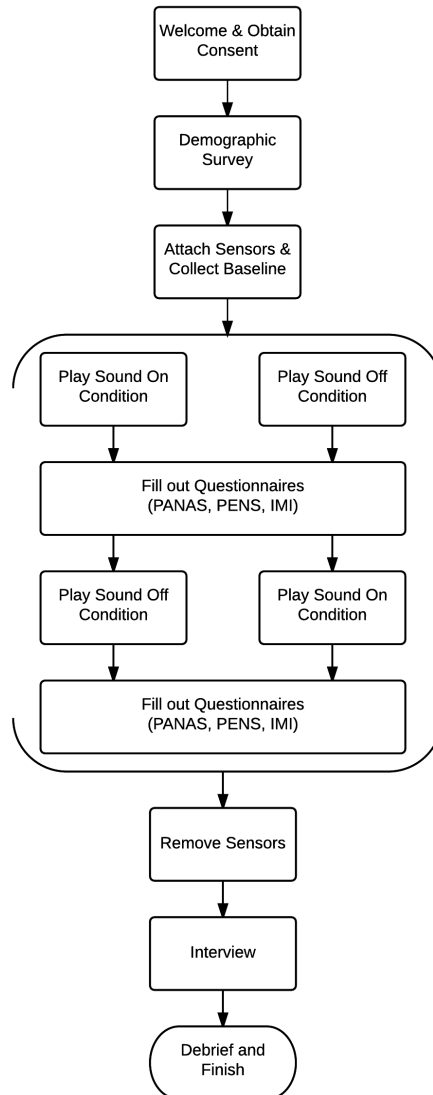 Welcome & Obtain
Consent
Demographic
Survey
Attach Sensors &
Collect Baseline
Play Sound On
Condition
Play Sound Off
Condition
Fill out Questionnaires
(PANAS, PENS, IMI)
Play Sound Off
Condition
Play Sound On
Condition
Fill out Questionnaires
(PANAS, PENS, IMI)
Remove Sensors
Interview
Debrief and
Finish